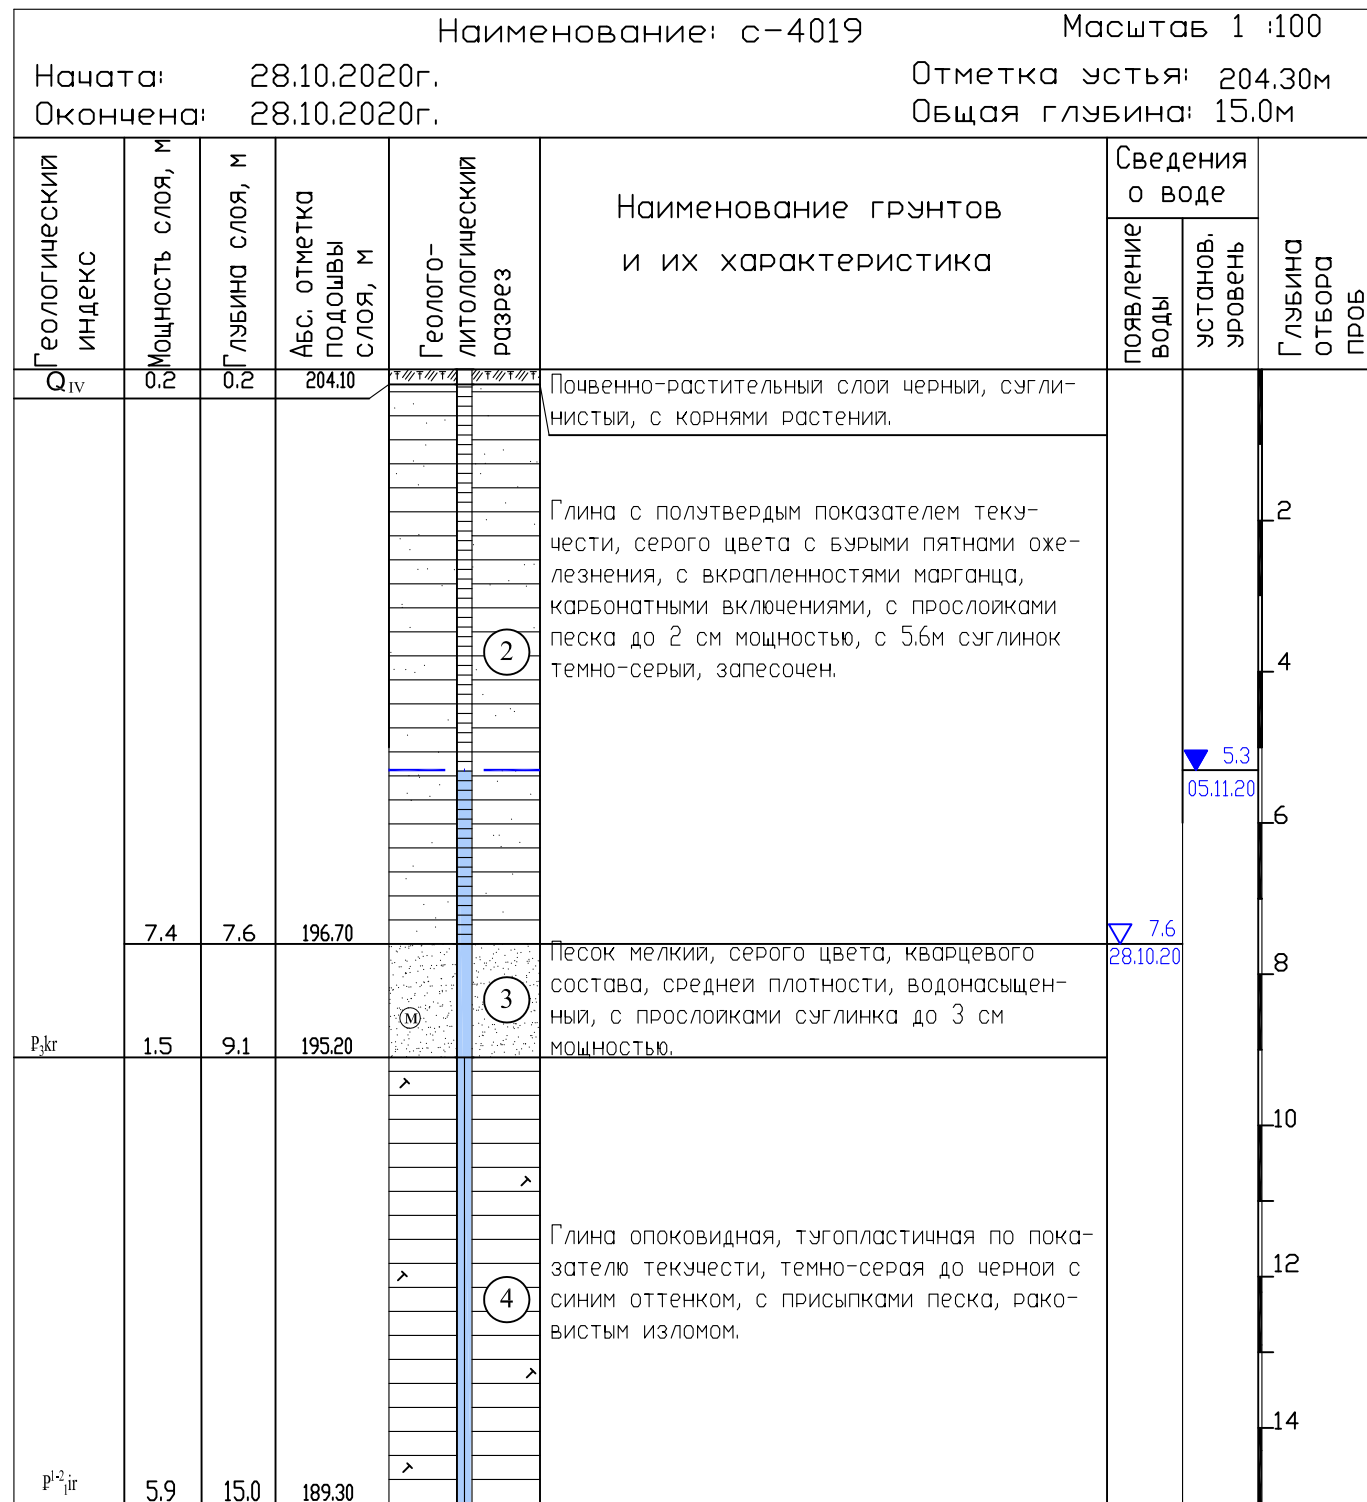 Наименование: с-4019
Масштаб 1 :100
Начата: 28.10.2020г.
Отметка устья: 204.30м
Окончена: 28.10.2020г.
Общая глубина: 15.0м
Геологический
индекс
Мощность слоя, м
Глубина слоя, м
Абс. отметка
подошвы
слоя, м
Геолого-
литологический
разрез
Наименование грунтов
и их характеристика
Сведения
о воде
появление
воды
установ.
уровень
Глубина
отбора
проб
QIV 0.2 0.2 204.10
Почвенно-растительный слой черный, сугли-
нистый, с корнями растений.
Глина с полутвердым показателем теку-
чести, серого цвета с бурыми пятнами оже-
лезнения, с вкрапленностями марганца,
карбонатными включениями, с прослойками
песка до 2 см мощностью, с 5.6м суглинок
темно-серый, запесочен.
2
2
4
5.3
05.11.20
6
7.4 7.6 196.70
7.6
28.10.20
Песок мелкий, серого цвета, кварцевого
состава, средней плотности, водонасыщен-
ный, с прослойками суглинка до 3 см
мощностью.
3
М
8
P₃kr 1.5 9.1 195.20
10
Глина опоковидная, тугопластичная по пока-
зателю текучести, темно-серая до черной с
синим оттенком, с присыпками песка, рако-
вистым изломом.
4
12
14
P¹⁻²₁ir 5.9 15.0 189.30